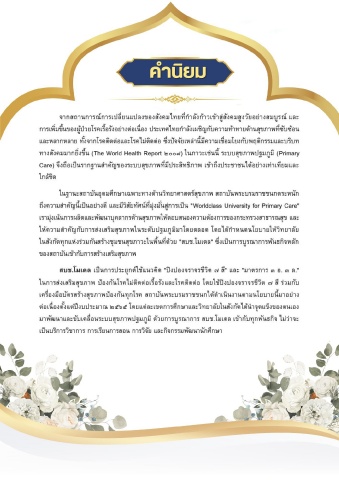 คำนิยม
จากสถานการณ์การเปลี่ยนแปลงของสังคมไทยที่กำลังก้าวเข้าสู่สังคมสูงวัยอย่างสมบูรณ์ และ
การเพิ่มขึ้นของผู้ป่วยโรคเรื้อรังอย่างต่อเนื่อง ประเทศไทยกำลังเผชิญกับความท้าทายด้านสุขภาพที่ซับซ้อน
และหลากหลาย ทั้งจากโรคติดต่อและโรคไม่ติดต่อ ซึ่งปัจจัยเหล่านี้มีความเชื่อมโยงกับพฤติกรรมและบริบท
ทางสังคมมากยิ่งขึ้น (The World Health Report ๒๐๐๘) ในภาวะเช่นนี้ ระบบสุขภาพปฐมภูมิ (Primary
Care) จึงถือเป็นรากฐานสำคัญของระบบสุขภาพที่มีประสิทธิภาพ เข้าถึงประชาชนได้อย่างเท่าเทียมและ
ใกล้ชิด
ในฐานะสถาบันอุดมศึกษาเฉพาะทางด้านวิทยาศาสตร์สุขภาพ สถาบันพระบรมราชชนกตระหนัก
ถึงความสำคัญนี้เป็นอย่างดี และมีวิสัยทัศน์ที่มุ่งมั่นสู่การเป็น "Worldclass University for Primary Care"
เรามุ่งเน้นการผลิตและพัฒนาบุคลากรด้านสุขภาพให้ตอบสนองความต้องการของกระทรวงสาธารณสุข และ
ให้ความสำคัญกับการส่งเสริมสุขภาพในระดับปฐมภูมิมาโดยตลอด โดยได้กำหนดนโยบายให้วิทยาลัย
ในสังกัดทุกแห่งร่วมกันสร้างชุมชนสุขภาวะในพื้นที่ด้วย "สบช.โมเดล" ซึ่งเป็นการบูรณาการพันธกิจหลัก
ของสถาบันเข้ากับการสร้างเสริมสุขภาพ
สบช.โมเดล เป็นการประยุกต์ใช้แนวคิด "ปิงปองจราจรชีวิต ๗ สี" และ "มาตรการ ๓ อ. ๓ ล."
ในการส่งเสริมสุขภาพ ป้องกันโรคไม่ติดต่อเรื้อรังและโรคติดต่อ โดยใช้ปิงปองจราจรชีวิต ๗ สี ร่วมกับ
เครื่องมือบัตรสร้างสุขภาพป้องกันทุกโรค สถาบันพระบรมราชชนกได้ดำเนินงานตามนโยบายนี้มาอย่าง
ต่อเนื่องตั้งแต่ปีงบประมาณ ๒๕๖๕ โดยแต่ละเขตการศึกษาและวิทยาลัยในสังกัดได้นำจุดแข็งของตนเอง
มาพัฒนาและขับเคลื่อนระบบสุขภาพปฐมภูมิ ด้วยการบูรณาการ สบช.โมเดล เข้ากับทุกพันธกิจ ไม่ว่าจะ
เป็นบริการวิชาการ การเรียนการสอน การวิจัย และกิจกรรมพัฒนานักศึกษา